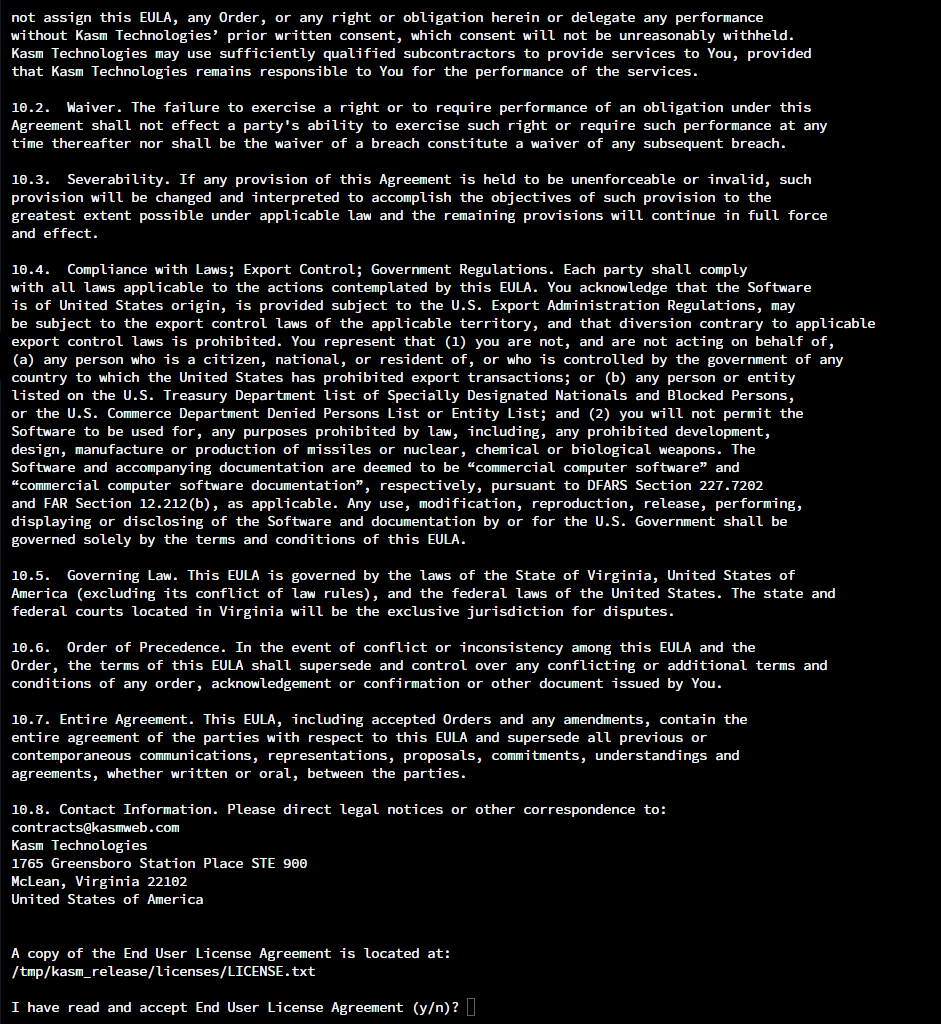 not assign this EULA, any Order, or any right or obligation herein or delegate any performance
without Kasm Technologies’ prior written consent, which consent will not be unreasonably withheld.
Kasm Technologies may use sufficiently qualified subcontractors to provide services to You, provided
that Kasm Technologies remains responsible to You for the performance of the services.
10.2.  Waiver. The failure to exercise a right or to require performance of an obligation under this
Agreement shall not effect a party's ability to exercise such right or require such performance at any
time thereafter nor shall be the waiver of a breach constitute a waiver of any subsequent breach.
10.3.  Severability. If any provision of this Agreement is held to be unenforceable or invalid, such
provision will be changed and interpreted to accomplish the objectives of such provision to the
greatest extent possible under applicable law and the remaining provisions will continue in full force
and effect.
10.4.  Compliance with Laws; Export Control; Government Regulations. Each party shall comply
with all laws applicable to the actions contemplated by this EULA. You acknowledge that the Software
is of United States origin, is provided subject to the U.S. Export Administration Regulations, may
be subject to the export control laws of the applicable territory, and that diversion contrary to applicable
export control laws is prohibited. You represent that (1) you are not, and are not acting on behalf of,
(a) any person who is a citizen, national, or resident of, or who is controlled by the government of any
country to which the United States has prohibited export transactions; or (b) any person or entity
listed on the U.S. Treasury Department list of Specially Designated Nationals and Blocked Persons,
or the U.S. Commerce Department Denied Persons List or Entity List; and (2) you will not permit the
Software to be used for, any purposes prohibited by law, including, any prohibited development,
design, manufacture or production of missiles or nuclear, chemical or biological weapons. The
Software and accompanying documentation are deemed to be “commercial computer software” and
“commercial computer software documentation”, respectively, pursuant to DFARS Section 227.7202
and FAR Section 12.212(b), as applicable. Any use, modification, reproduction, release, performing,
displaying or disclosing of the Software and documentation by or for the U.S. Government shall be
governed solely by the terms and conditions of this EULA.
10.5.  Governing Law. This EULA is governed by the laws of the State of Virginia, United States of
America (excluding its conflict of law rules), and the federal laws of the United States. The state and
federal courts located in Virginia will be the exclusive jurisdiction for disputes.
10.6.  Order of Precedence. In the event of conflict or inconsistency among this EULA and the
Order, the terms of this EULA shall supersede and control over any conflicting or additional terms and
conditions of any order, acknowledgement or confirmation or other document issued by You.
10.7. Entire Agreement. This EULA, including accepted Orders and any amendments, contain the
entire agreement of the parties with respect to this EULA and supersede all previous or
contemporaneous communications, representations, proposals, commitments, understandings and
agreements, whether written or oral, between the parties.
10.8. Contact Information. Please direct legal notices or other correspondence to:
contracts@kasmweb.com
Kasm Technologies
1765 Greensboro Station Place STE 900
McLean, Virginia 22102
United States of America
A copy of the End User License Agreement is located at:
/tmp/kasm_release/licenses/LICENSE.txt
I have read and accept End User License Agreement (y/n)?